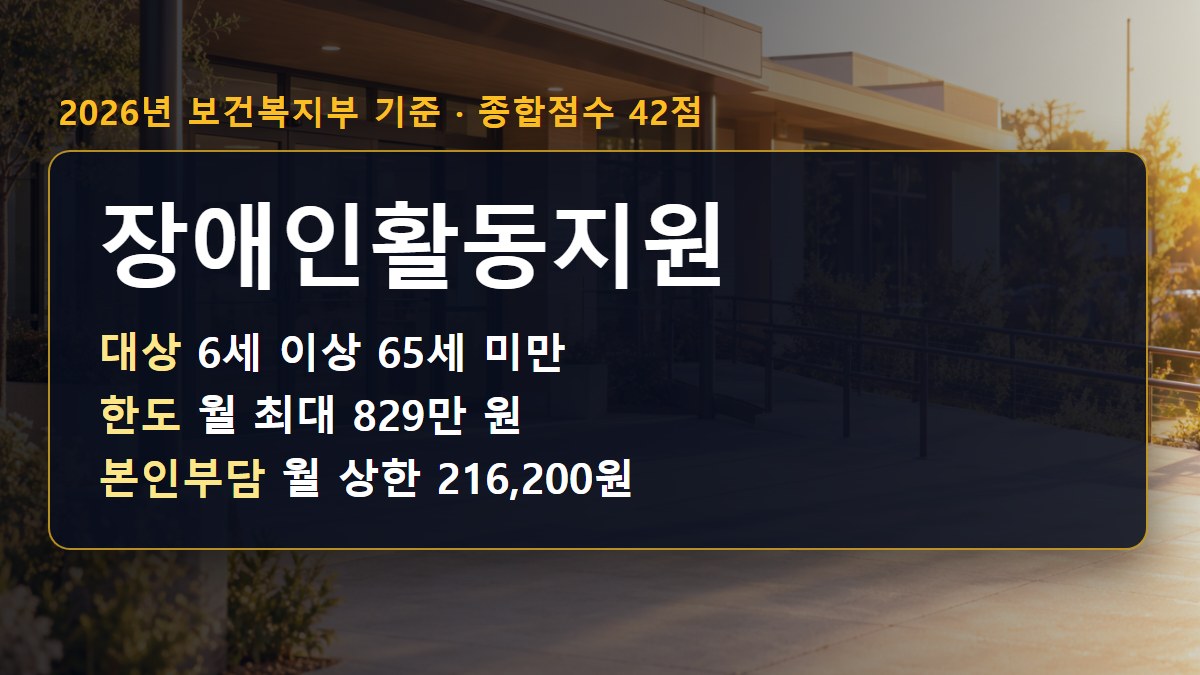 2026년 보건복지부 기준 · 종합점수 42점
장애인활동지원
대상 6세 이상 65세 미만
한도 월 최대 829만 원
본인부담 월 상한 216,200원